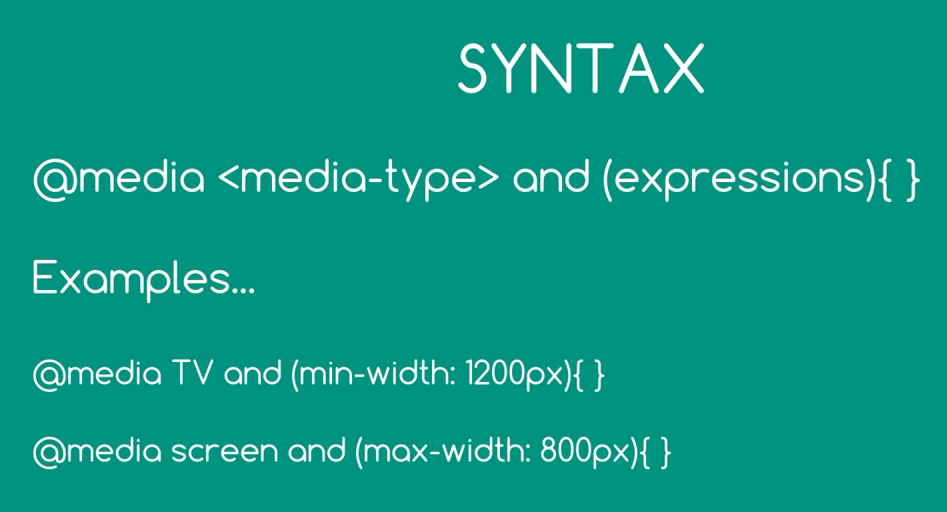 SYNTAX
@media <media-type> and (expressions){ }
Examples...
@media TV and (min-width: 1200px){ }
@media screen and (max-width: 800px){ }